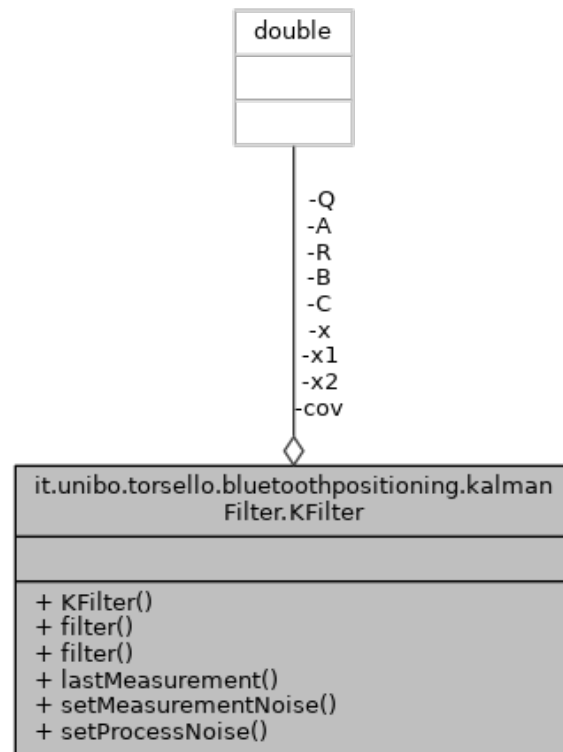 double
-Q
-A
-R
-B
-C
-x
-x1
-x2
-cov
it.unibo.torsello.bluetoothpositioning.kalman
Filter.KFilter
+ KFilter()
+ filter()
+ filter()
+ lastMeasurement()
+ setMeasurementNoise()
+ setProcessNoise()